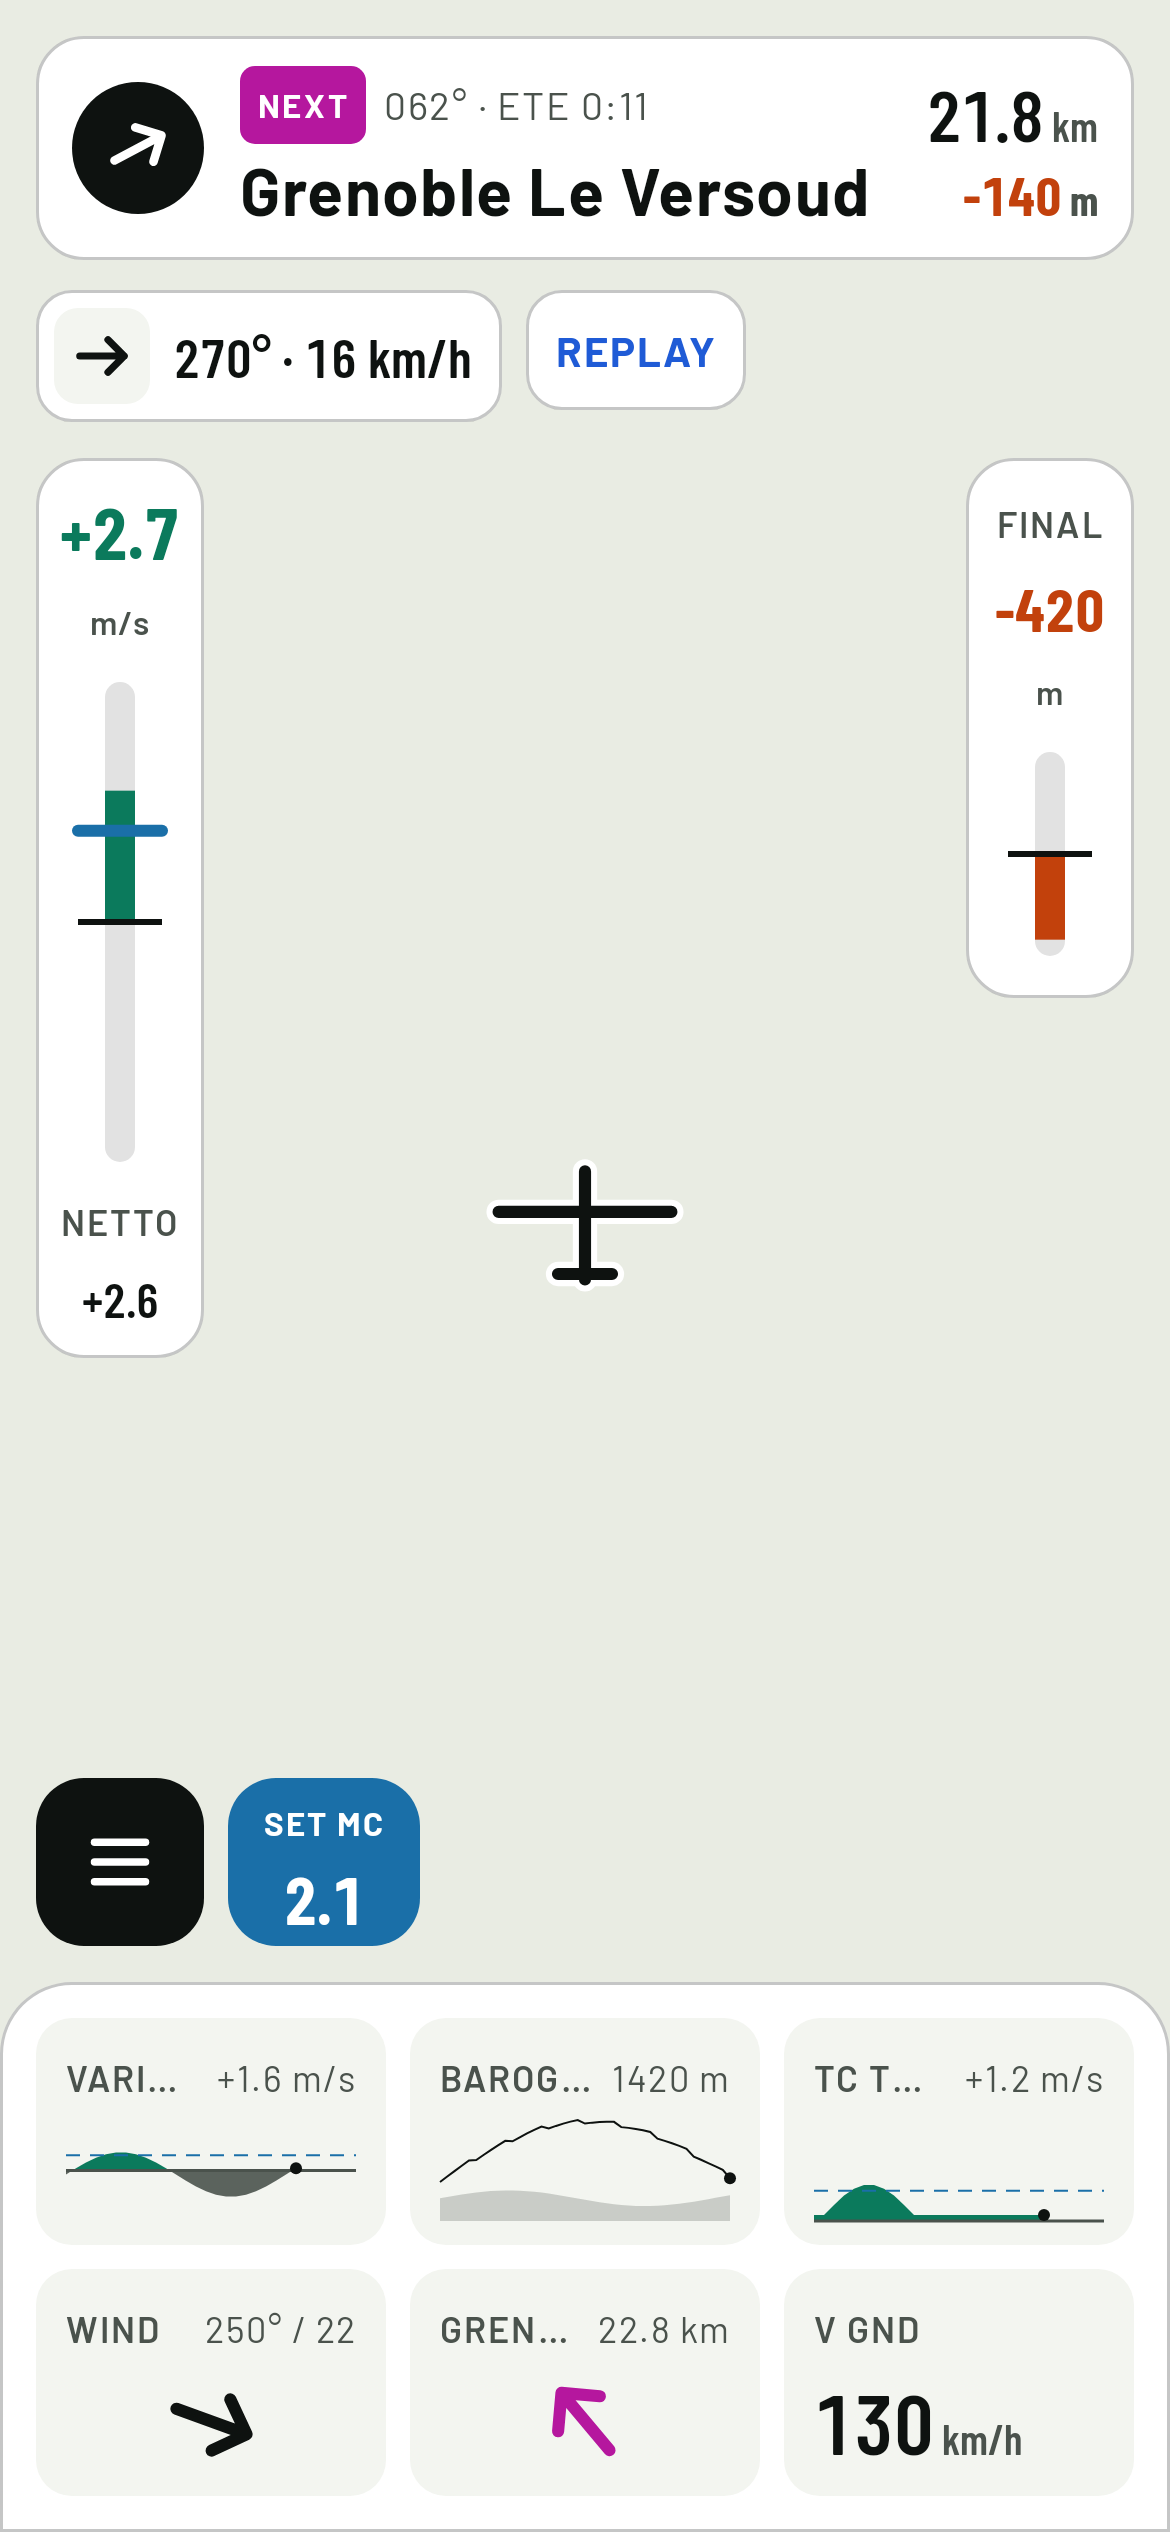 NEXT 062° · ETE 0:11
21.8 km
Grenoble Le Versoud
-140 m
270° · 16 km/h
REPLAY
+2.7
m/s
FINAL
-420
m
NETTO
+2.6
SET MC
2.1
VARI... +1.6 m/s
BAROG... 1420 m
TC T... +1.2 m/s
WIND 250° / 22
GREN... 22.8 km
V GND
130 km/h